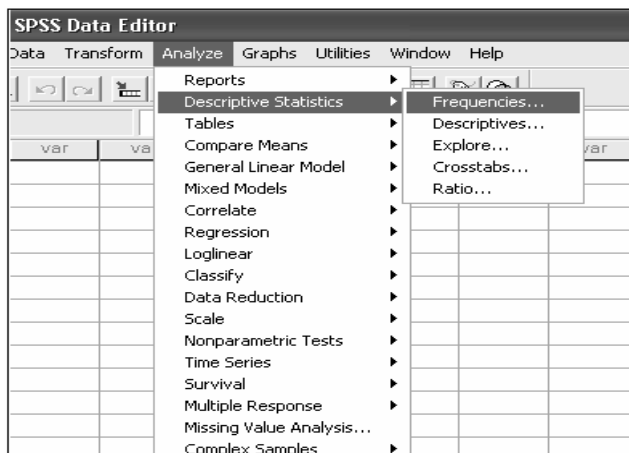 SPSS Data Editor
Data Transform Analyze Graphs Utilities Window Help
Reports
Descriptive Statistics
Tables
Compare Means
General Linear Model
Mixed Models
Correlate
Regression
Loglinear
Classify
Data Reduction
Scale
Nonparametric Tests
Time Series
Survival
Multiple Response
Missing Value Analysis...
Complex Samples
Frequencies...
Descriptives...
Explore...
Crosstabs...
Ratio...
var va var